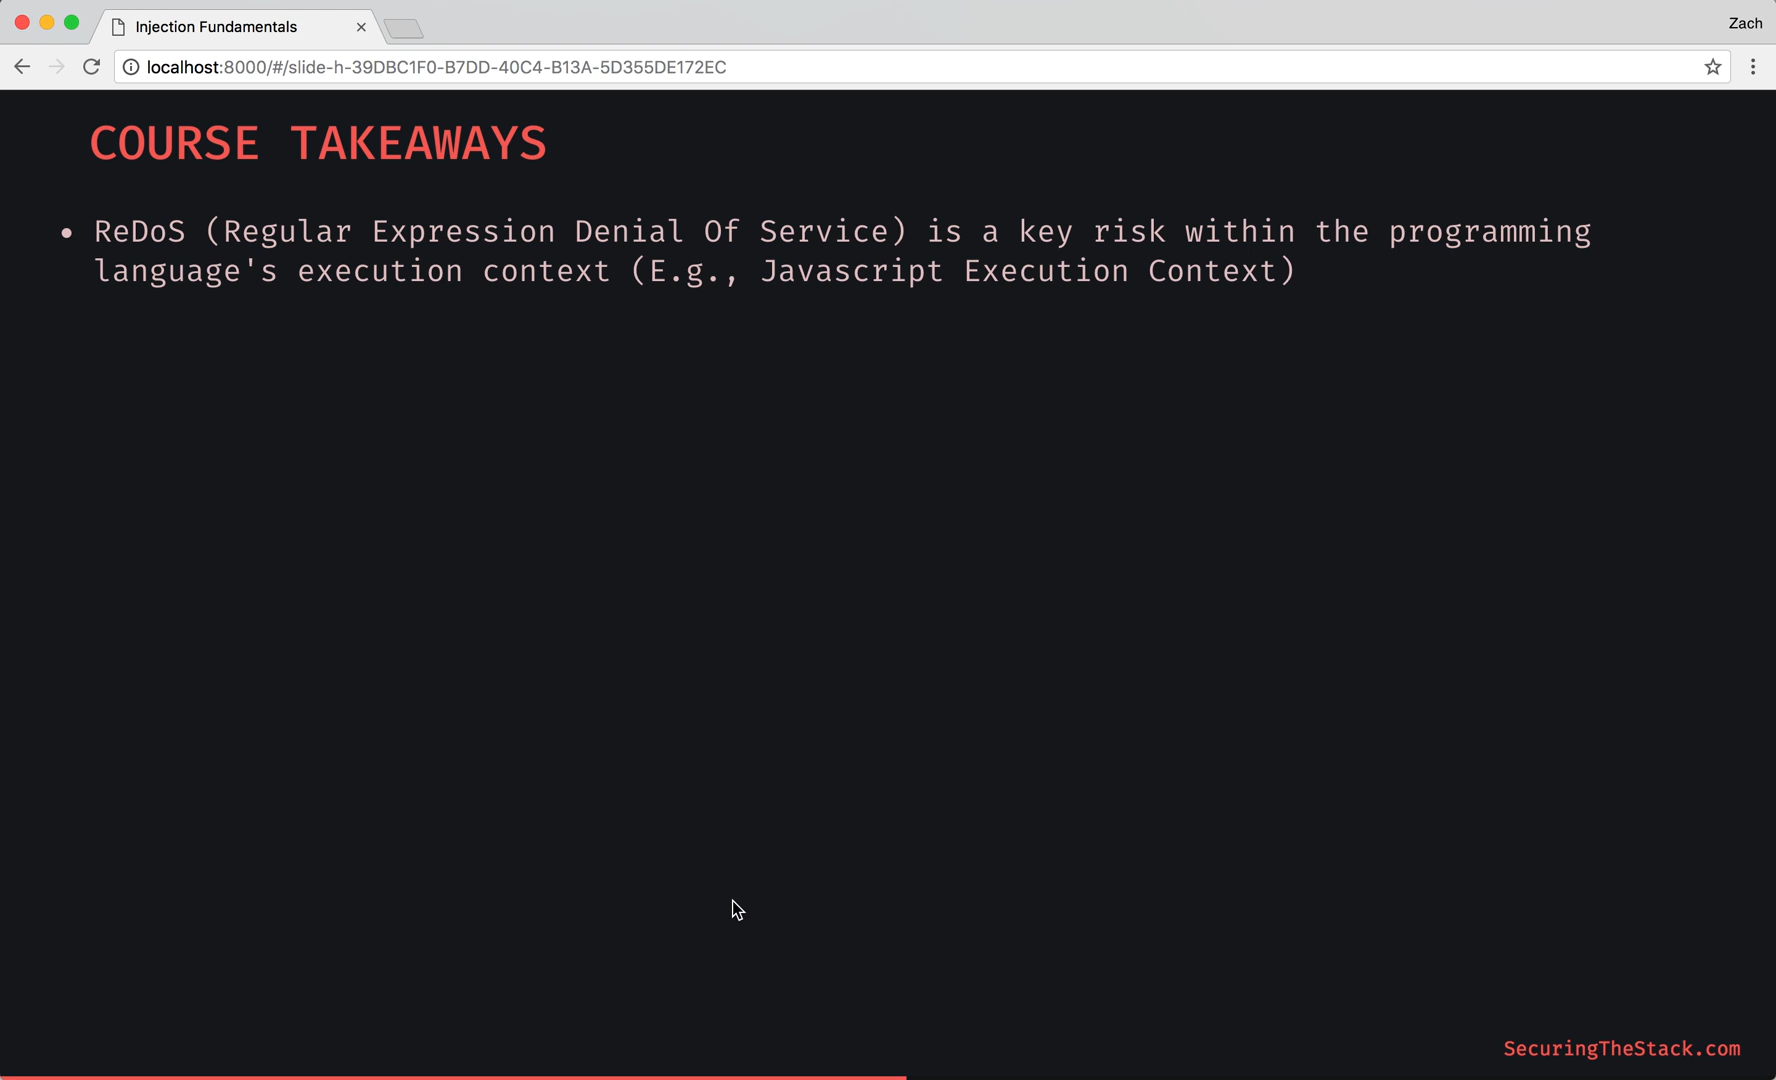 Injection Fundamentals
Zach
localhost:8000/#/slide-h-39DBC1F0-B7DD-40C4-B13A-5D355DE172EC
COURSE TAKEAWAYS
• ReDoS (Regular Expression Denial Of Service) is a key risk within the programming
language's execution context (E.g., Javascript Execution Context)
SecuringTheStack.com